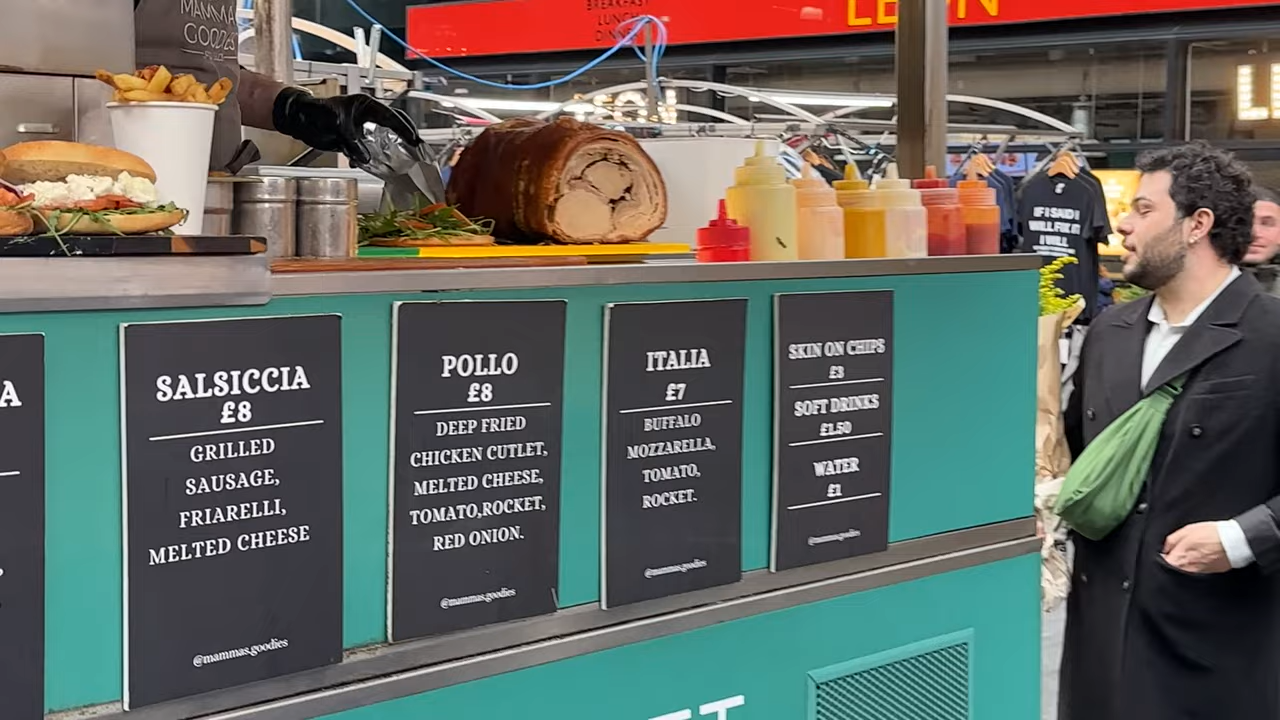 MAMMA
GOODIES
BREAKFAST
LUNCH
LEON
IF I SAID I
WILL FIX IT
I WILL
A
SALSICCIA
£8
GRILLED
SAUSAGE,
FRIARELLI,
MELTED CHEESE
@mammas.goodies
POLLO
£8
DEEP FRIED
CHICKEN CUTLET,
MELTED CHEESE,
TOMATO,ROCKET,
RED ONION.
@mammas.goodies
ITALIA
£7
BUFFALO
MOZZARELLA,
TOMATO,
ROCKET.
@mammas.goodies
SKIN ON CHIPS
£3
SOFT DRINKS
£1.50
WATER
£1
@mammas.goodies